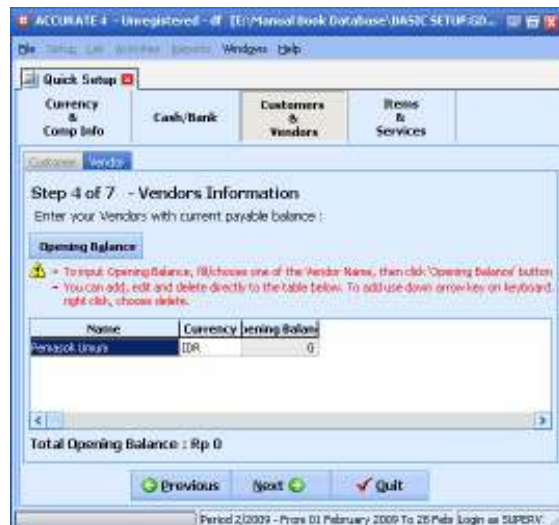 ACCURATE 4 - Unregistered - df [E:\Manual Book Database\BASIC SETUP.GD...
File Setup List Activities Reports Windows Help
Quick Setup
Currency & Comp Info
Cash/Bank
Customers & Vendors
Items & Services
Customer Vendor
Step 4 of 7 - Vendors Information
Enter your Vendors with current payable balance :
Opening Balance
- To input Opening Balance, fill/choose one of the Vendor Name, then click 'Opening Balance' button
- You can add, edit and delete directly to the table below. To add use down arrow key on keyboard
right click, choose delete.
Name Currency pening Balan
Pemasok Umum IDR 0
Total Opening Balance : Rp 0
Previous Next Quit
Period 2/2009 - From 01 February 2009 To 28 Feb Login as SUPERV